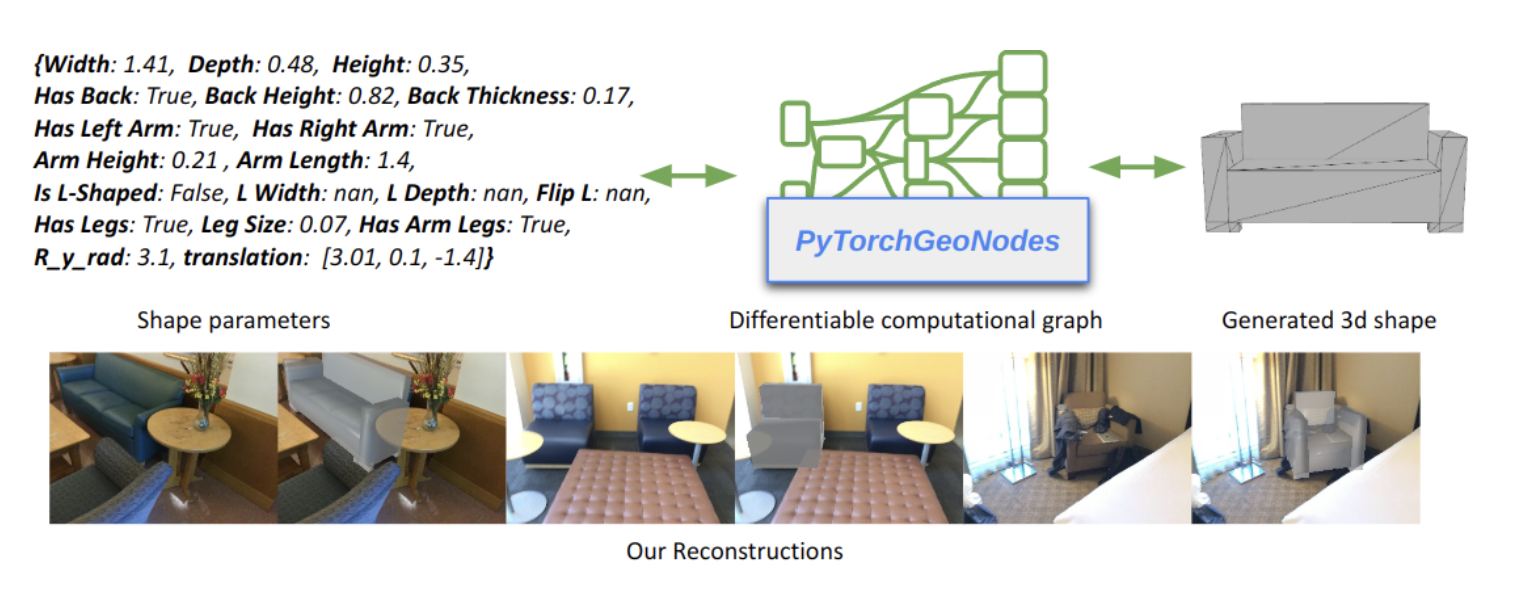 {Width: 1.41, Depth: 0.48, Height: 0.35,
Has Back: True, Back Height: 0.82, Back Thickness: 0.17,
Has Left Arm: True, Has Right Arm: True,
Arm Height: 0.21 , Arm Length: 1.4,
Is L-Shaped: False, L Width: nan, L Depth: nan, Flip L: nan,
Has Legs: True, Leg Size: 0.07, Has Arm Legs: True,
R_y_rad: 3.1, translation: [3.01, 0.1, -1.4]}
PyTorchGeoNodes
Shape parameters
Differentiable computational graph
Generated 3d shape
Our Reconstructions